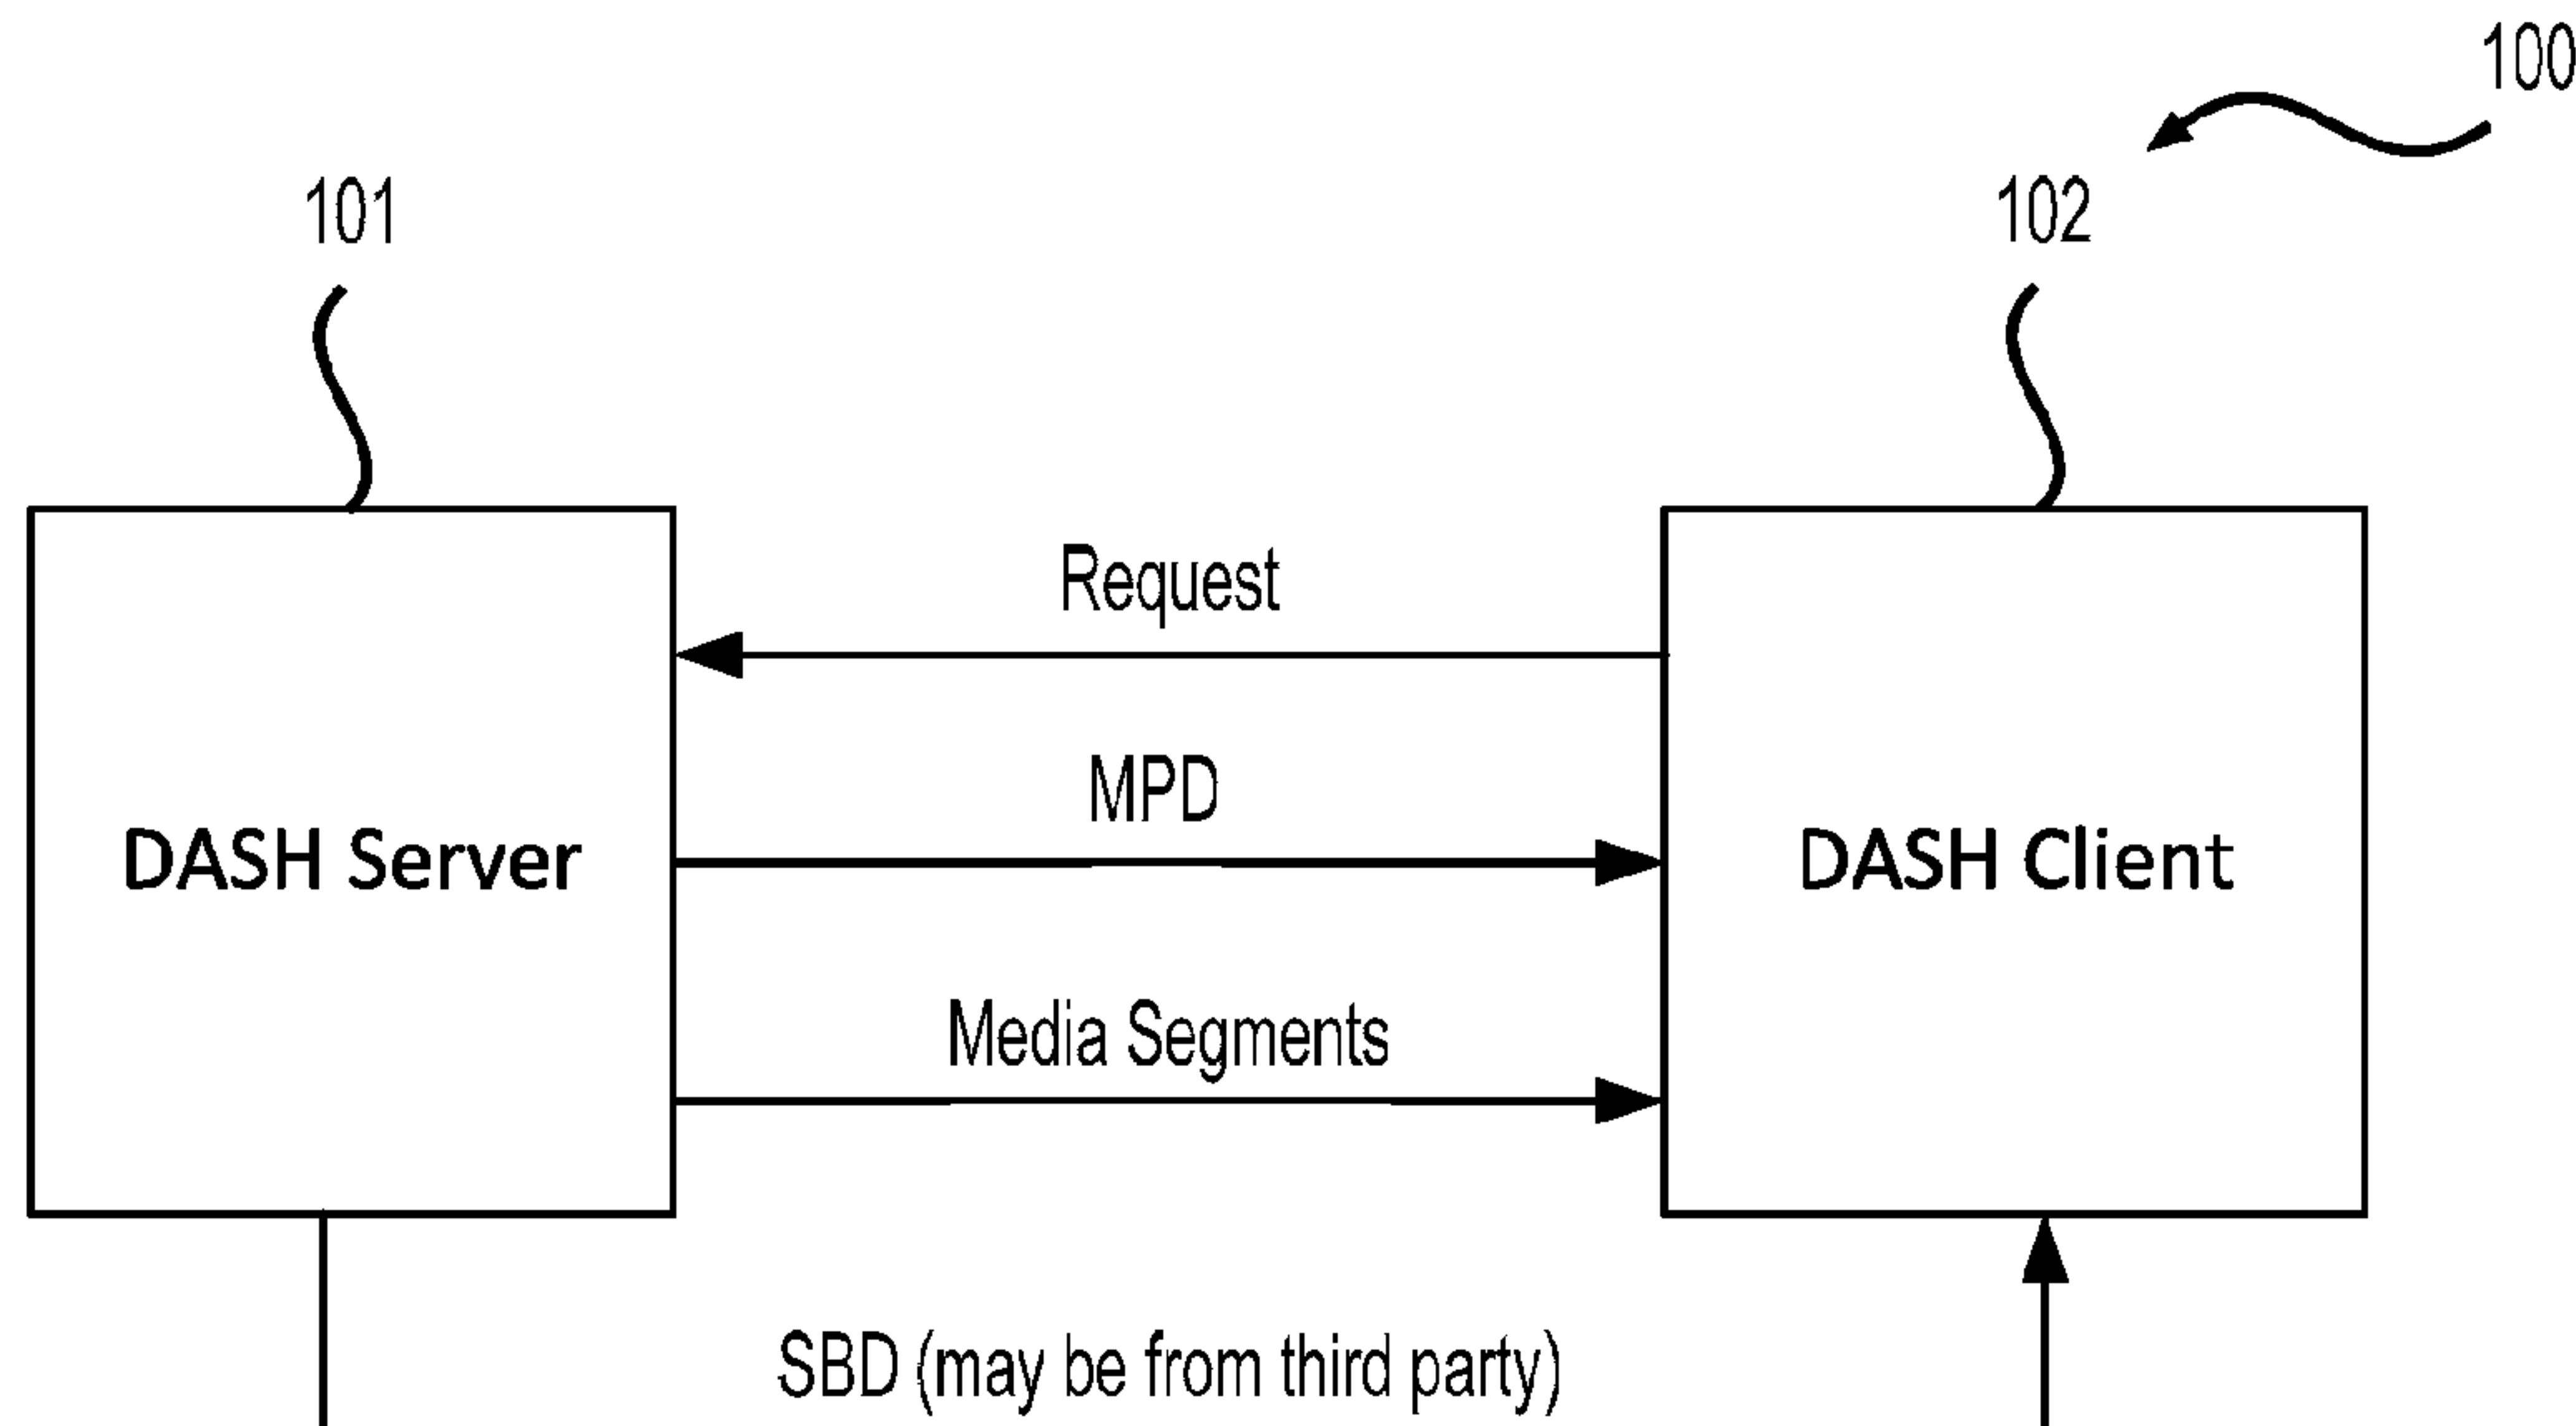 100
101
102
Request
MPD
DASH Server
DASH Client
Media Segments
SBD (may be from third party)